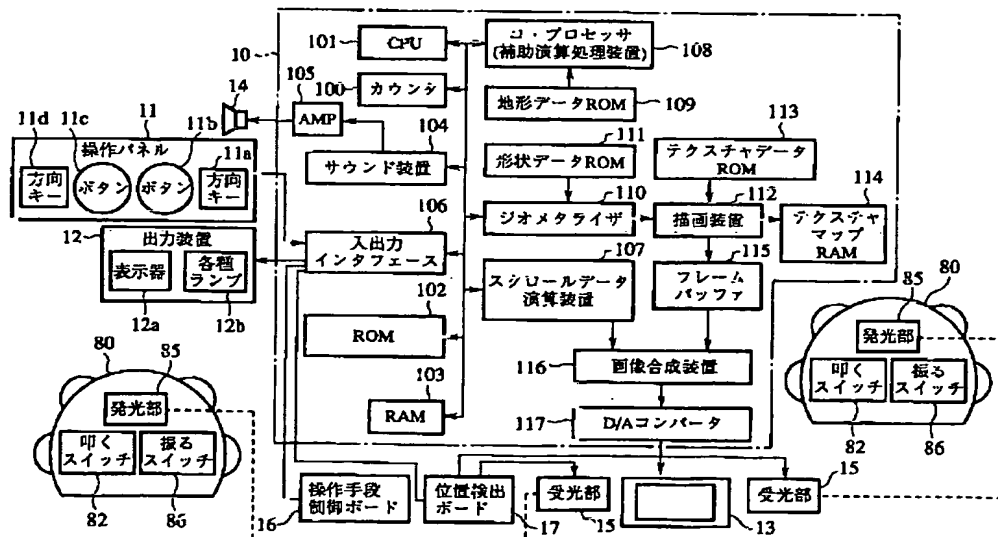 10
101
CPU
コ・プロセッサ
(補助演算処理装置)
108
14
105
100
カウンタ
地形データROM
109
AMP
104
111
113
サウンド装置
形状データROM
テクスチャデータ
ROM
11d
11c
11
11b
11a
操作パネル
方向
キー
ボタン
ボタン
方向
キー
110
112
114
ジオメタライザ
描画装置
テクスチャ
マップ
RAM
106
107
115
12
出力装置
表示器
各種
ランプ
12a
12b
入出力
インタフェース
スクロールデータ
演算装置
フレーム
バッファ
102
ROM
116
画像合成装置
103
RAM
117
D/Aコンバータ
80
85
発光部
叩く
スイッチ
振る
スイッチ
82
86
80
85
発光部
叩く
スイッチ
振る
スイッチ
82
86
操作手段
制御ボード
16
位置検出
ボード
17
受光部
15
13
受光部
15